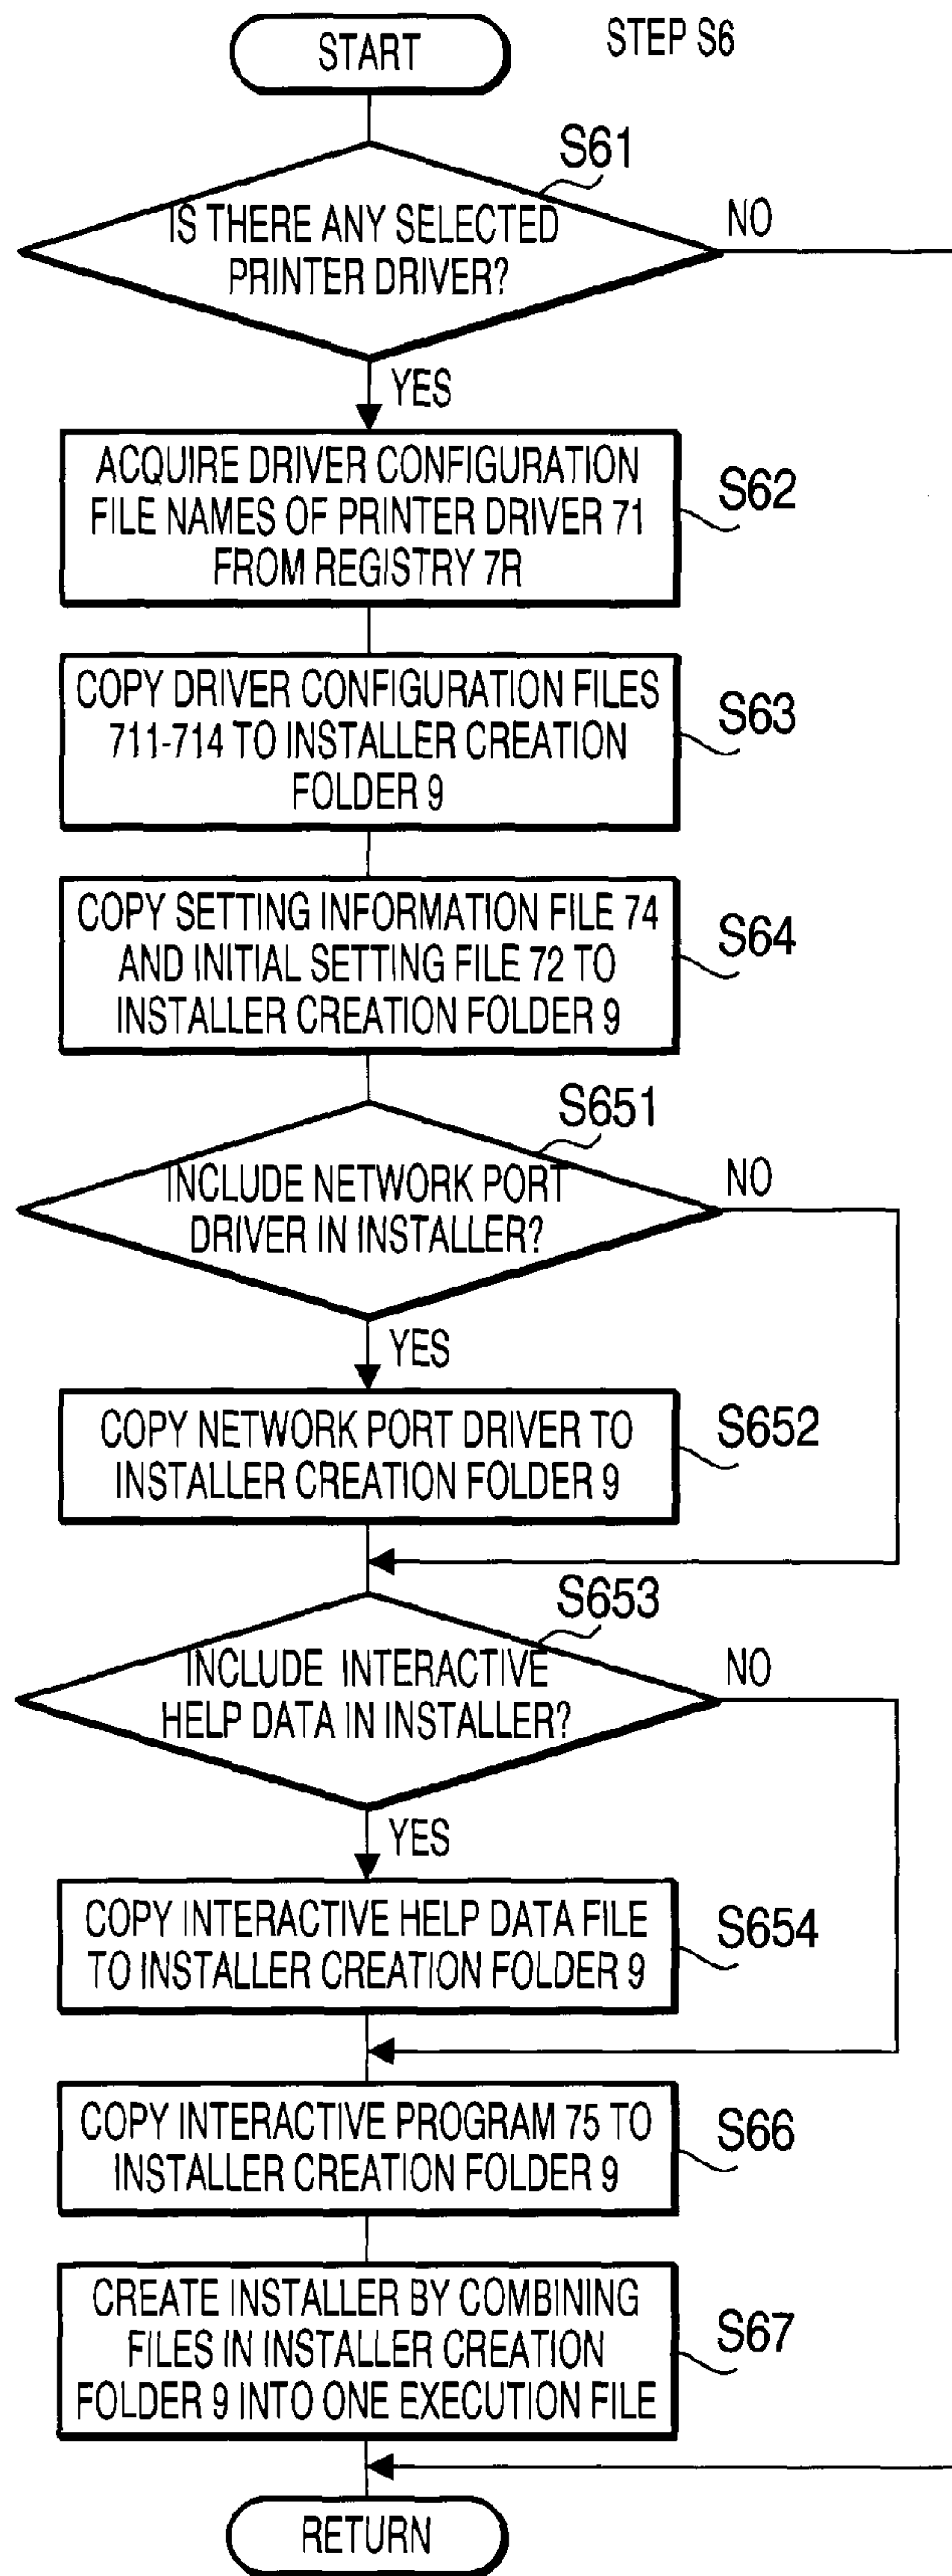 START
STEP S6
S61
IS THERE ANY SELECTED
PRINTER DRIVER?
NO
YES
ACQUIRE DRIVER CONFIGURATION
FILE NAMES OF PRINTER DRIVER 71
FROM REGISTRY 7R
S62
COPY DRIVER CONFIGURATION FILES
711-714 TO INSTALLER CREATION
FOLDER 9
S63
COPY SETTING INFORMATION FILE 74
AND INITIAL SETTING FILE 72 TO
INSTALLER CREATION FOLDER 9
S64
S651
INCLUDE NETWORK PORT
DRIVER IN INSTALLER?
NO
YES
COPY NETWORK PORT DRIVER TO
INSTALLER CREATION FOLDER 9
S652
S653
INCLUDE INTERACTIVE
HELP DATA IN INSTALLER?
NO
YES
COPY INTERACTIVE HELP DATA FILE
TO INSTALLER CREATION FOLDER 9
S654
COPY INTERACTIVE PROGRAM 75 TO
INSTALLER CREATION FOLDER 9
S66
CREATE INSTALLER BY COMBINING
FILES IN INSTALLER CREATION
FOLDER 9 INTO ONE EXECUTION FILE
S67
RETURN